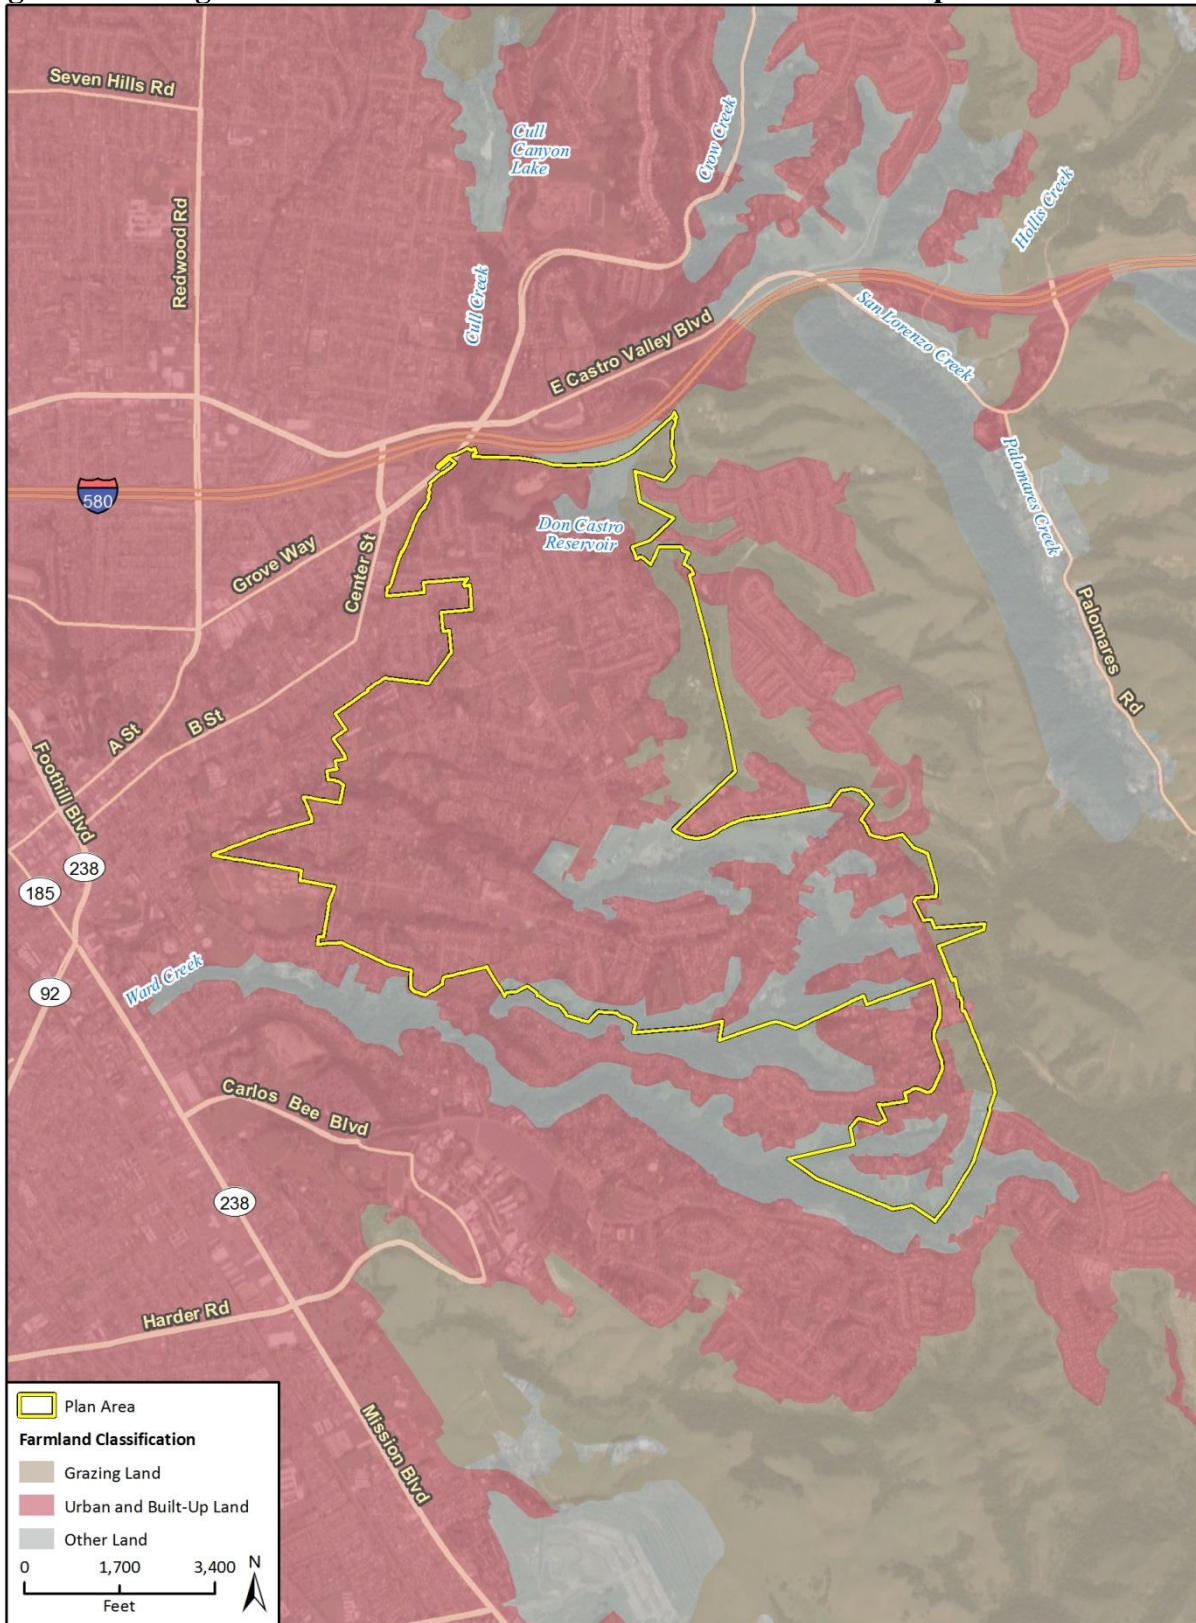 Seven Hills Rd
Redwood Rd
Cull
Canyon
Lake
Crow Creek
Hollis Creek
Cull Creek
E Castro Valley Blvd
San Lorenzo Creek
580
Grove Way
Center St
Don Castro
Reservoir
Palomares Creek
Palomares Rd
A St
B St
Foothill Blvd
238
185
92
Ward Creek
Carlos Bee Blvd
238
Harder Rd
Mission Blvd
Plan Area
Farmland Classification
Grazing Land
Urban and Built-Up Land
Other Land
0 1,700 3,400
Feet
N